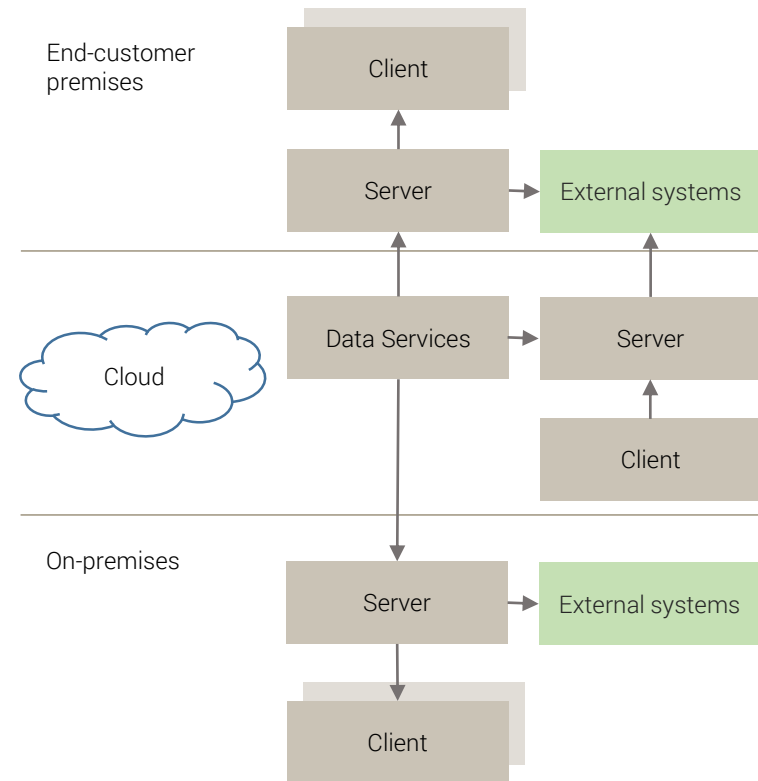 End-customer
premises
Client
Server
External systems
Cloud
Data Services
Server
Client
On-premises
Server
External systems
Client